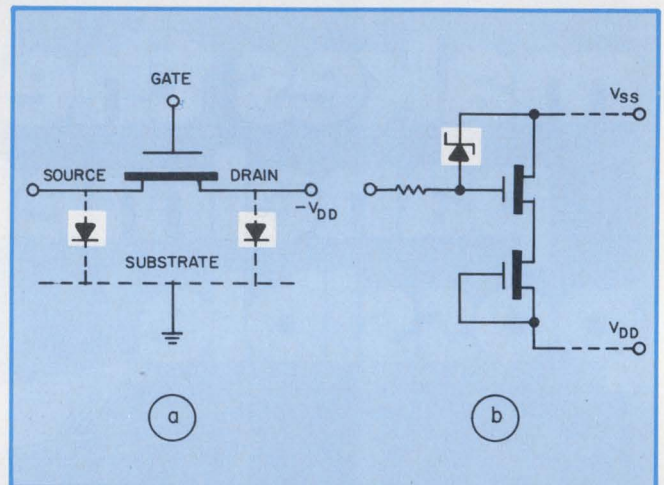 GATE
SOURCE
DRAIN
-VDD
SUBSTRATE
a
VSS
VDD
b